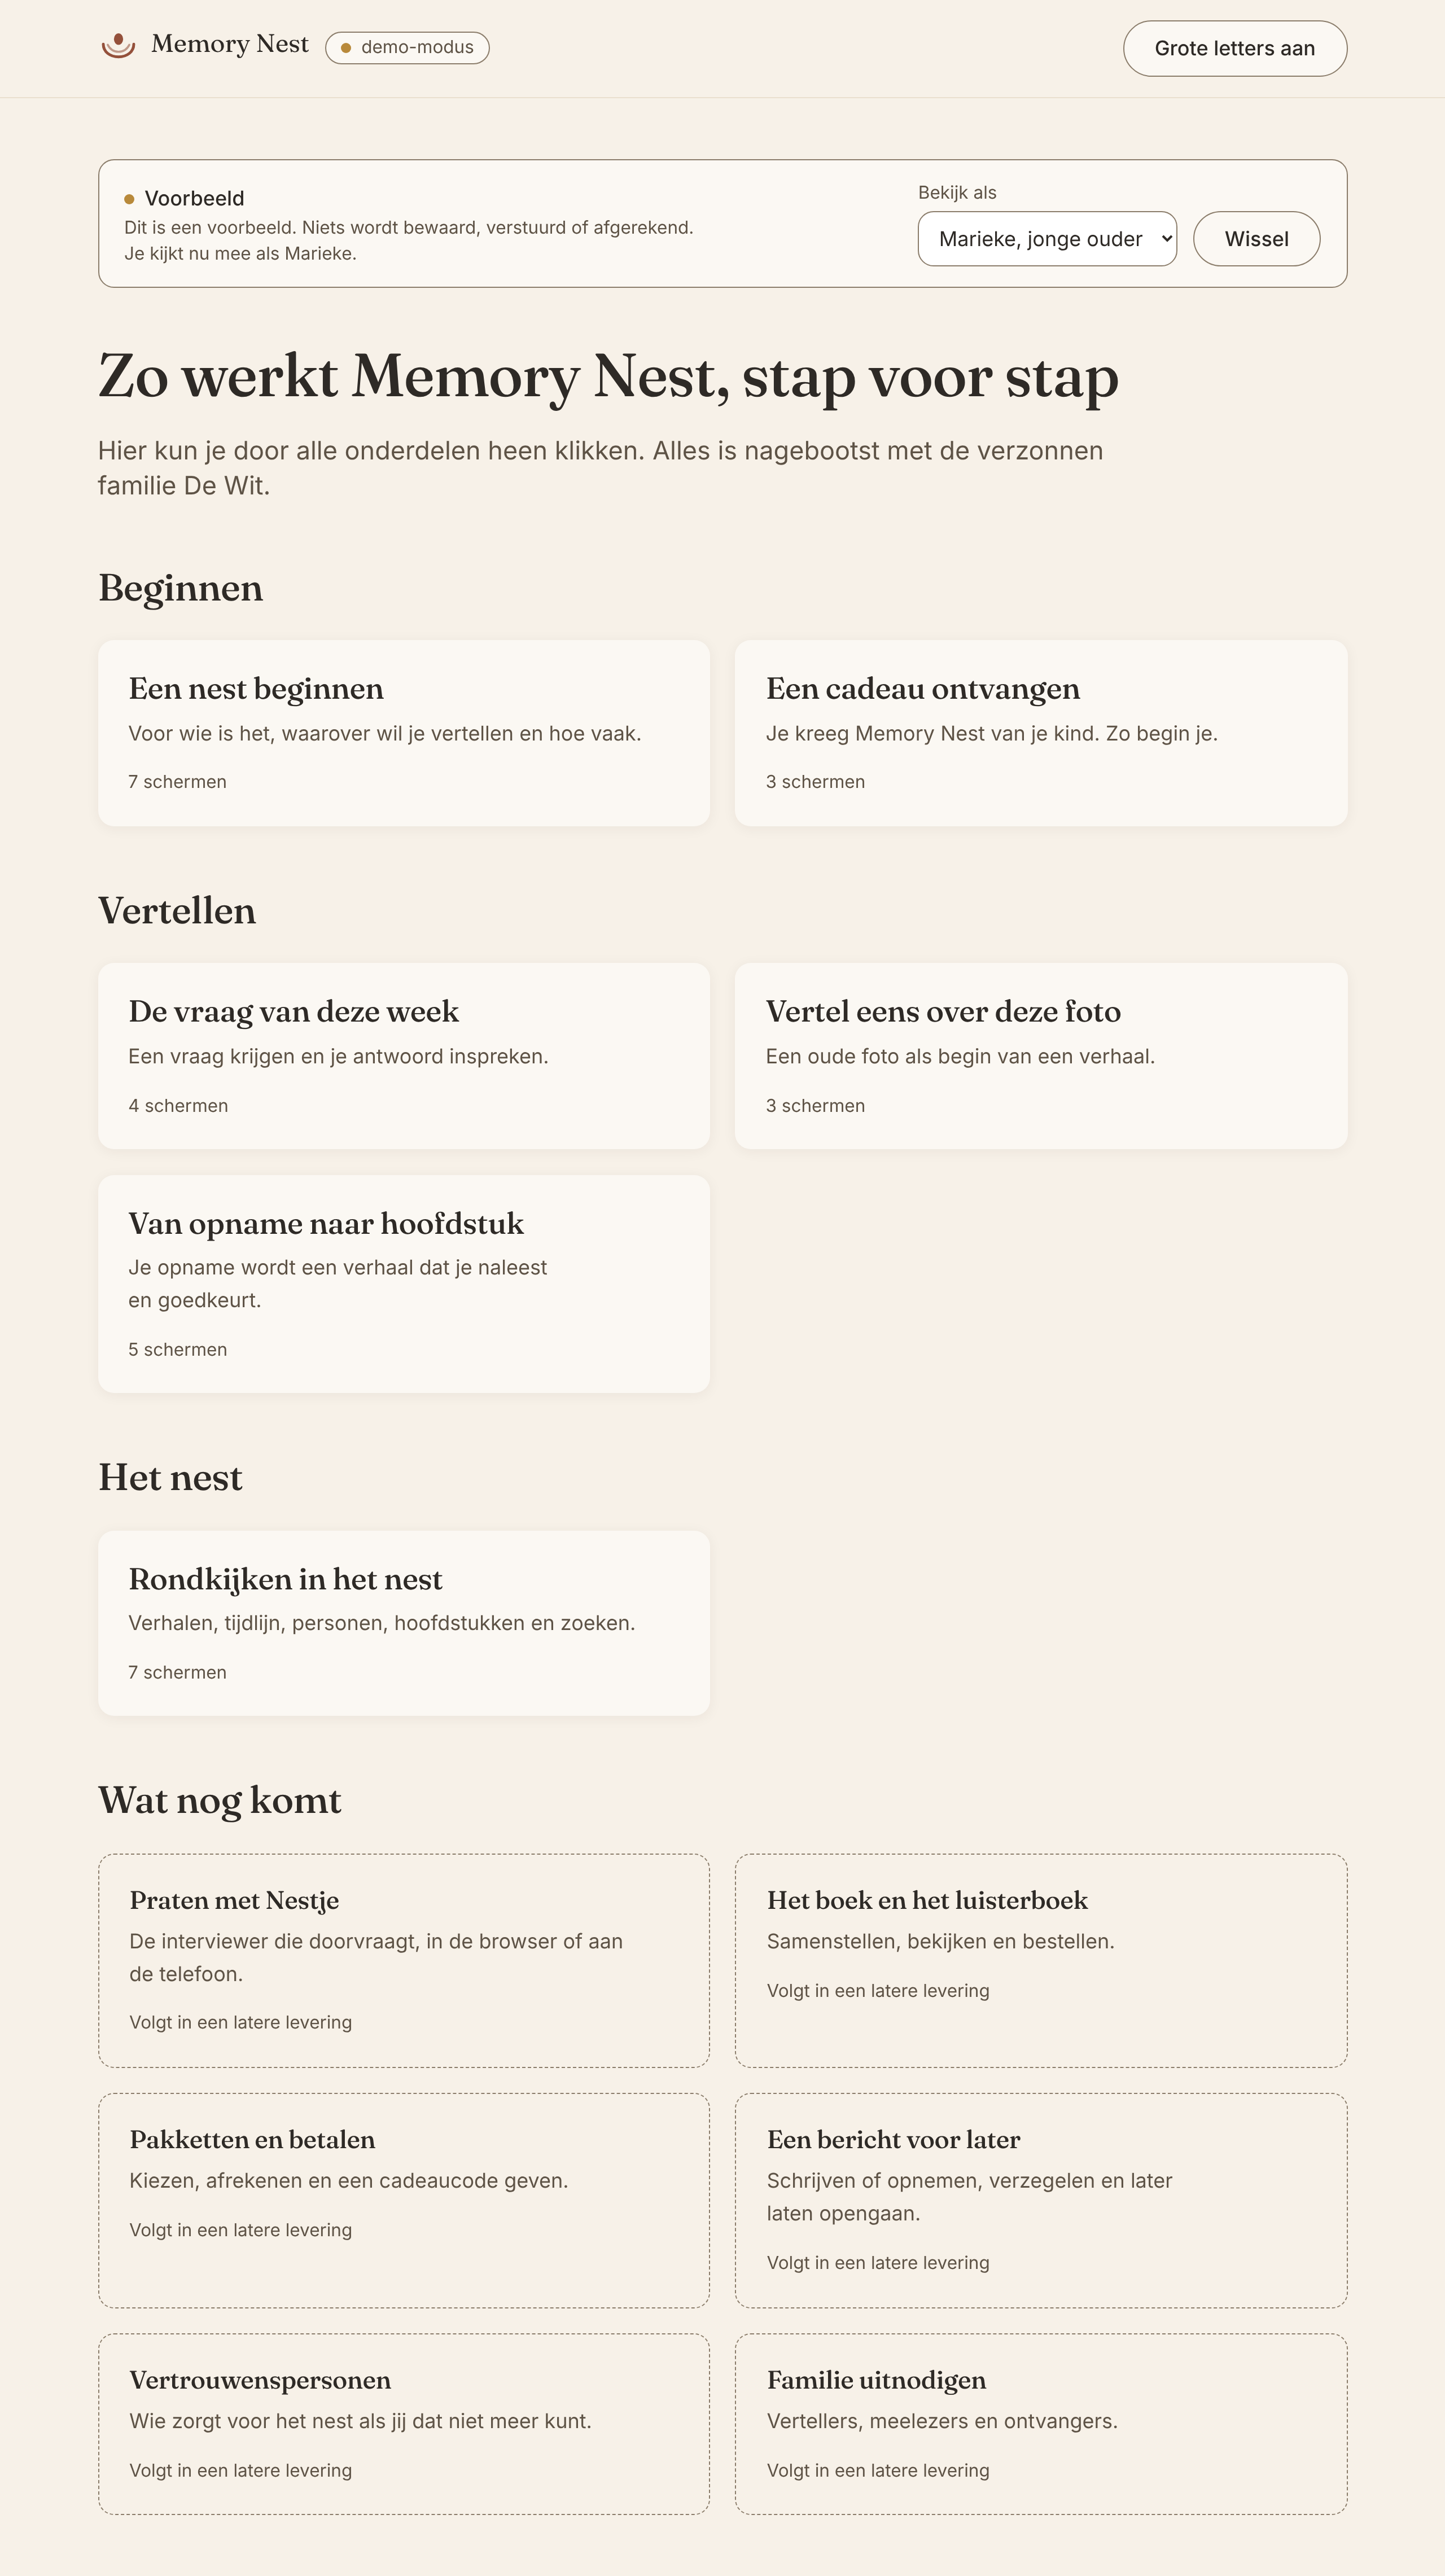 Memory Nest
demo-modus
Grote letters aan
Voorbeeld
Dit is een voorbeeld. Niets wordt bewaard, verstuurd of afgerekend.
Je kijkt nu mee als Marieke.
Bekijk als
Marieke, jonge ouder
Wissel
Zo werkt Memory Nest, stap voor stap
Hier kun je door alle onderdelen heen klikken. Alles is nagebootst met de verzonnen
familie De Wit.
Beginnen
Een nest beginnen
Voor wie is het, waarover wil je vertellen en hoe vaak.
7 schermen
Een cadeau ontvangen
Je kreeg Memory Nest van je kind. Zo begin je.
3 schermen
Vertellen
De vraag van deze week
Een vraag krijgen en je antwoord inspreken.
4 schermen
Vertel eens over deze foto
Een oude foto als begin van een verhaal.
3 schermen
Van opname naar hoofdstuk
Je opname wordt een verhaal dat je naleest
en goedkeurt.
5 schermen
Het nest
Rondkijken in het nest
Verhalen, tijdlijn, personen, hoofdstukken en zoeken.
7 schermen
Wat nog komt
Praten met Nestje
De interviewer die doorvraagt, in de browser of aan
de telefoon.
Volgt in een latere levering
Het boek en het luisterboek
Samenstellen, bekijken en bestellen.
Volgt in een latere levering
Pakketten en betalen
Kiezen, afrekenen en een cadeaucode geven.
Volgt in een latere levering
Een bericht voor later
Schrijven of opnemen, verzegelen en later
laten opengaan.
Volgt in een latere levering
Vertrouwenspersonen
Wie zorgt voor het nest als jij dat niet meer kunt.
Volgt in een latere levering
Familie uitnodigen
Vertellers, meelezers en ontvangers.
Volgt in een latere levering